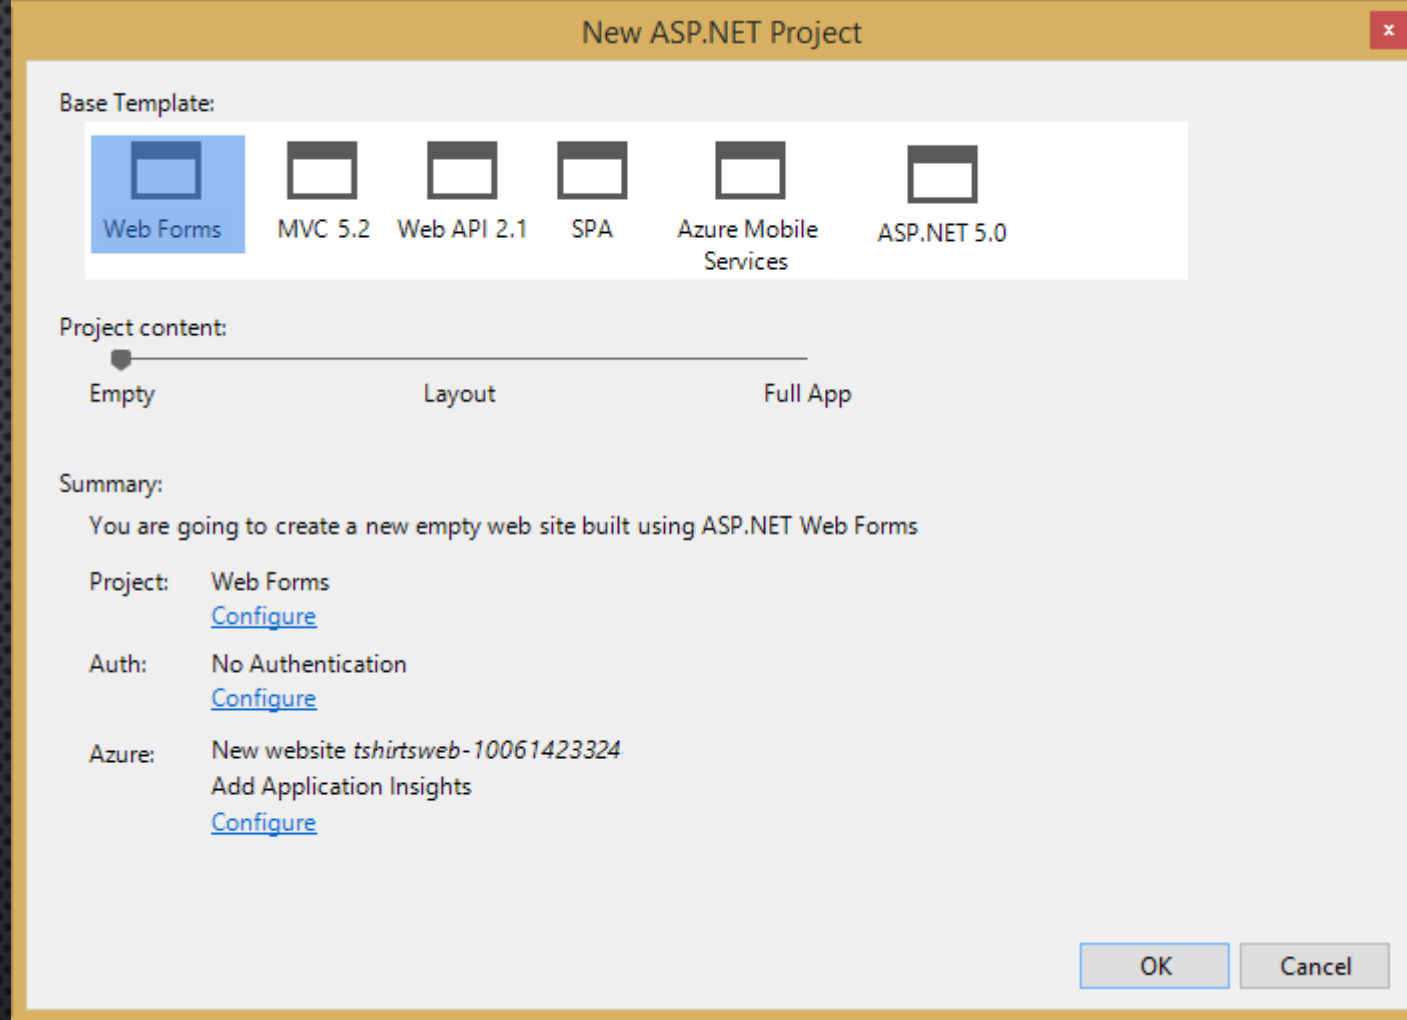 New ASP.NET Project
x
Base Template:
Web Forms
MVC 5.2
Web API 2.1
SPA
Azure Mobile
Services
ASP.NET 5.0
Project content:
Empty
Layout
Full App
Summary:
You are going to create a new empty web site built using ASP.NET Web Forms
Project: Web Forms
Configure
Auth: No Authentication
Configure
Azure: New website tshirtsweb-10061423324
Add Application Insights
Configure
OK
Cancel